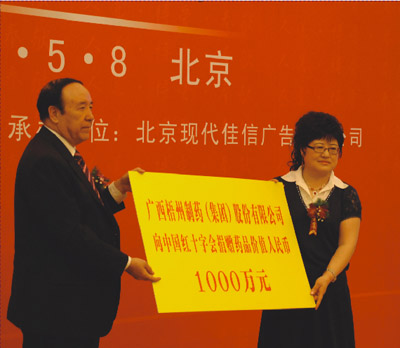 ·5·8 北京
承 位：北京现代佳信广告 公司
广西梧州制药（集团）股份有限公司
向中国红十字会捐赠药品价值人民币
1000万元